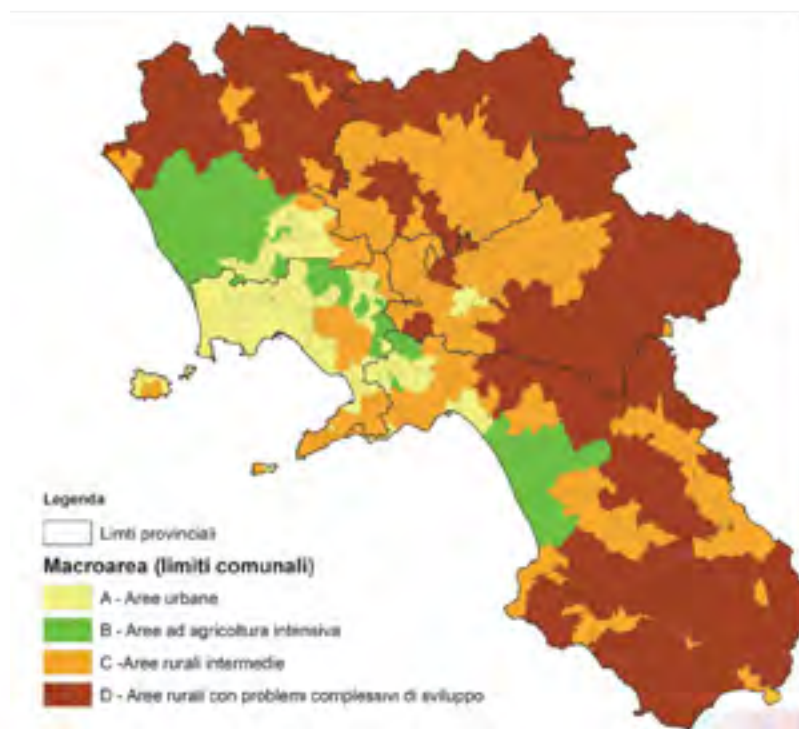 Legenda
Limti provinciali
Macroarea (limiti comunali)
A - Aree urbane
B - Aree ad agricoltura intensiva
C -Aree rurali intermedie
D - Aree rurali con problemi complessivi di sviluppo